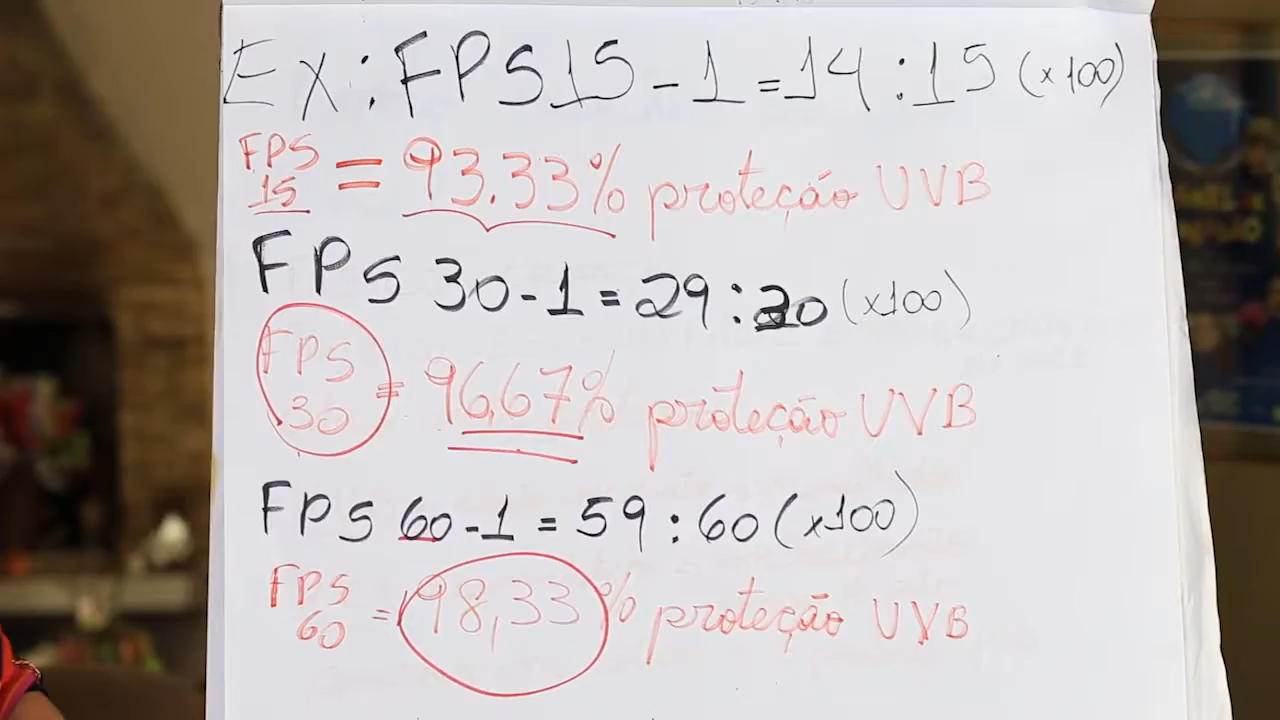 Ex: FPS 15 - 1 = 14 : 15 (x100)
FPS 15 = 93.33% proteção UVB
FPS 30 - 1 = 29 : 30 (x100)
FPS 30 = 96,67% proteção UVB
FPS 60 - 1 = 59 : 60 (x100)
FPS 60 = 98,33% proteção UVB